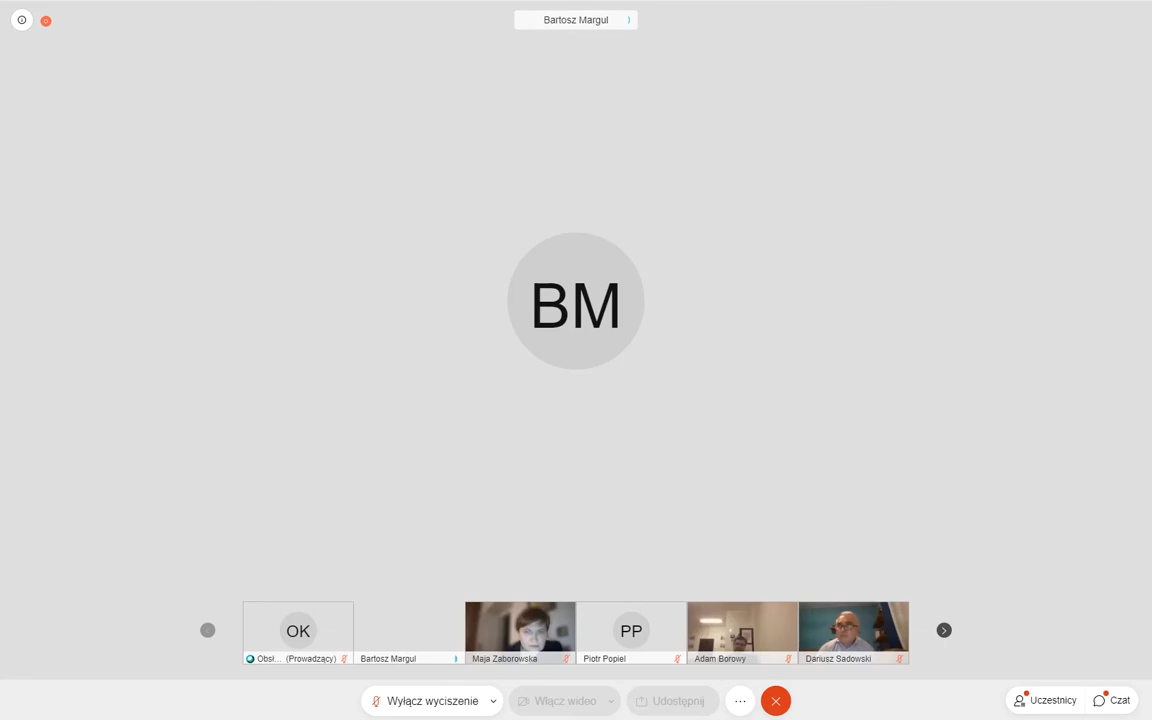 Bartosz Margul
BM
OK
PP
Obsł... (Prowadzący)
Bartosz Margul
Maja Zaborowska
Piotr Popiel
Adam Borowy
Dariusz Sadowski
Wyłącz wyciszenie
Włącz wideo
Udostępnij
Uczestnicy
Czat